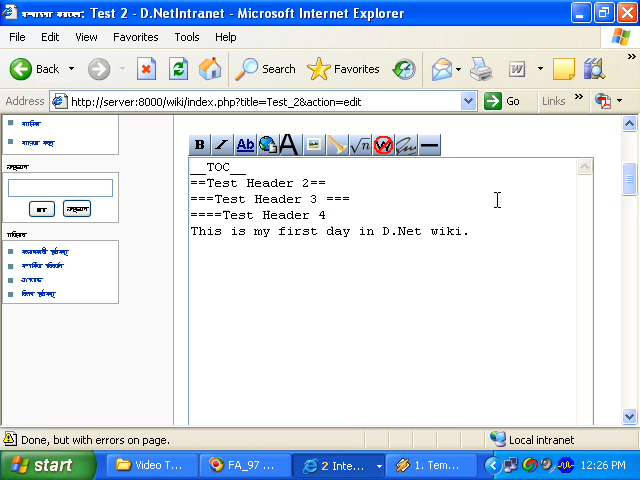 Test 2 - D.NetIntranet - Microsoft Internet Explorer
File Edit View Favorites Tools Help
Back Search Favorites W
Address http://server:8000/wiki/index.php?title=Test_2&action=edit Go Links »
B I Ab A √n W
__TOC__
==Test Header 2==
===Test Header 3 ===
====Test Header 4
This is my first day in D.Net wiki.
Done, but with errors on page. Local intranet
start Video T... FA_97 ... 2 Inte... 1. Tem... 12:26 PM